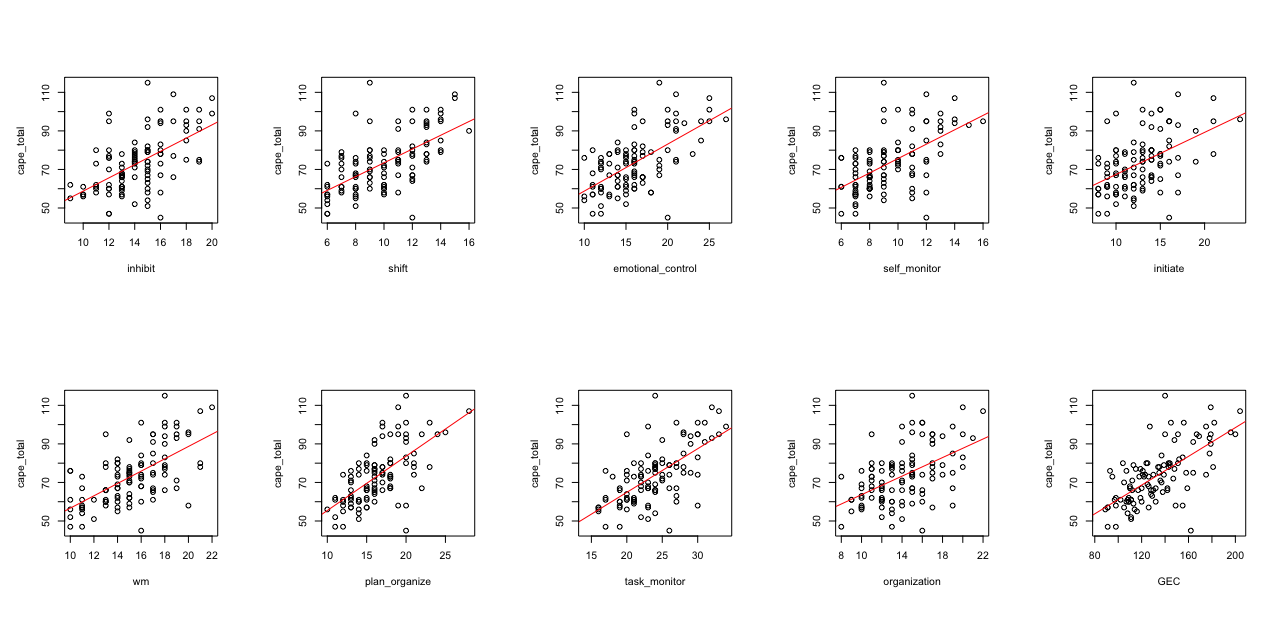 cape_total
50 70 90 110
10 12 14 16 18 20
inhibit
cape_total
50 70 90 110
6 8 10 12 14 16
shift
cape_total
50 70 90 110
10 15 20 25
emotional_control
cape_total
50 70 90 110
6 8 10 12 14 16
self_monitor
cape_total
50 70 90 110
10 15 20
initiate
cape_total
50 70 90 110
10 12 14 16 18 20 22
wm
cape_total
50 70 90 110
10 15 20 25
plan_organize
cape_total
50 70 90 110
15 20 25 30
task_monitor
cape_total
50 70 90 110
8 10 12 14 16 18 22
organization
cape_total
50 70 90 110
80 120 160 200
GEC